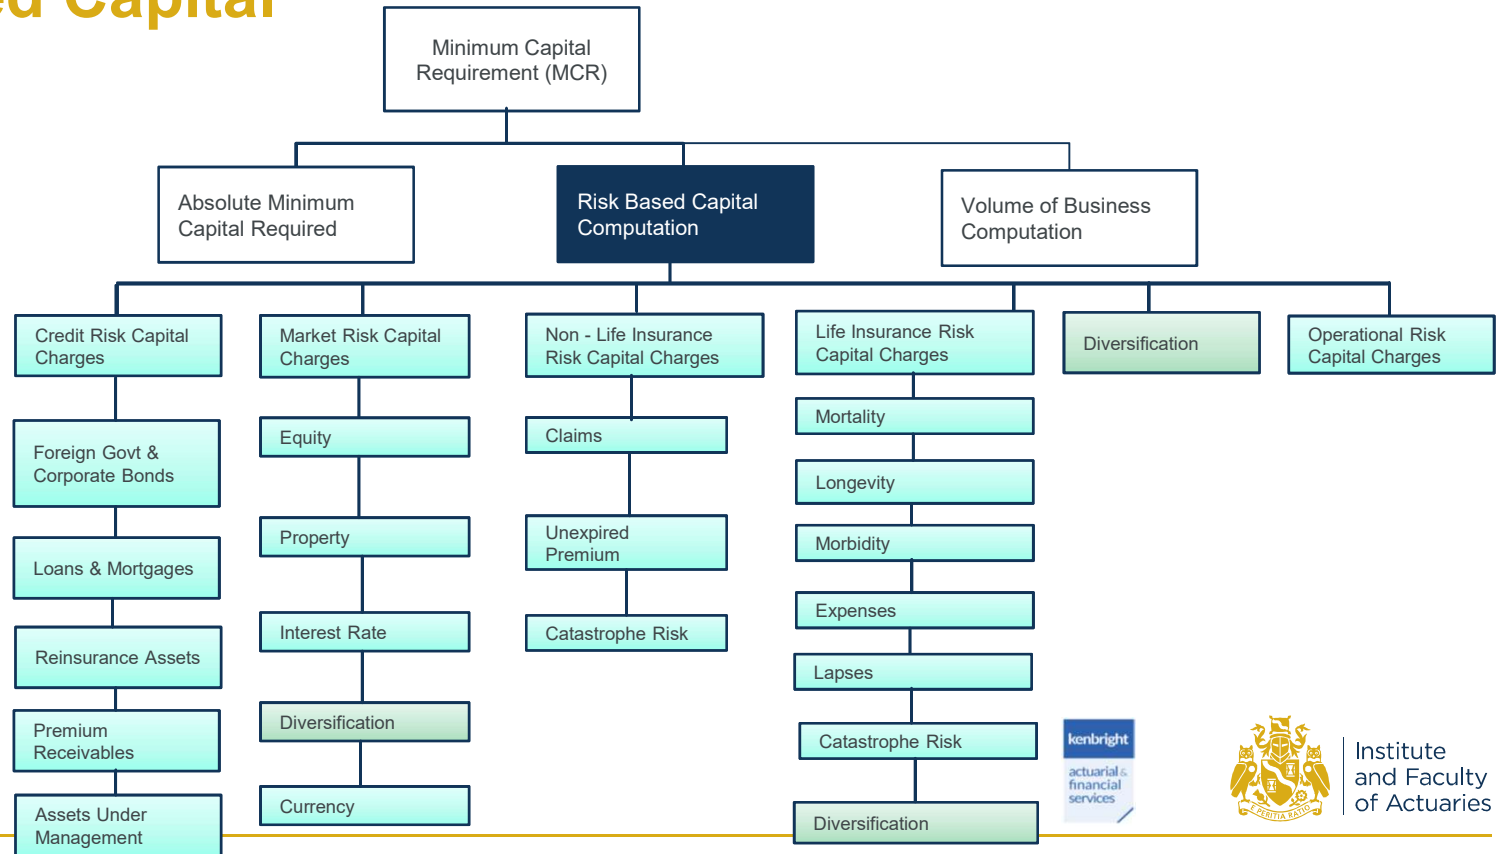 ed Capital
Minimum Capital
Requirement (MCR)
Absolute Minimum
Capital Required
Risk Based Capital
Computation
Volume of Business
Computation
Credit Risk Capital
Charges
Foreign Govt &
Corporate Bonds
Loans & Mortgages
Reinsurance Assets
Premium
Receivables
Assets Under
Management
Market Risk Capital
Charges
Equity
Property
Interest Rate
Diversification
Currency
Non - Life Insurance
Risk Capital Charges
Claims
Unexpired
Premium
Catastrophe Risk
Life Insurance Risk
Capital Charges
Mortality
Longevity
Morbidity
Expenses
Lapses
Catastrophe Risk
Diversification
Diversification
Operational Risk
Capital Charges
kenbright
actuarial &
financial
services
E PERITIA RATIO
Institute
and Faculty
of Actuaries